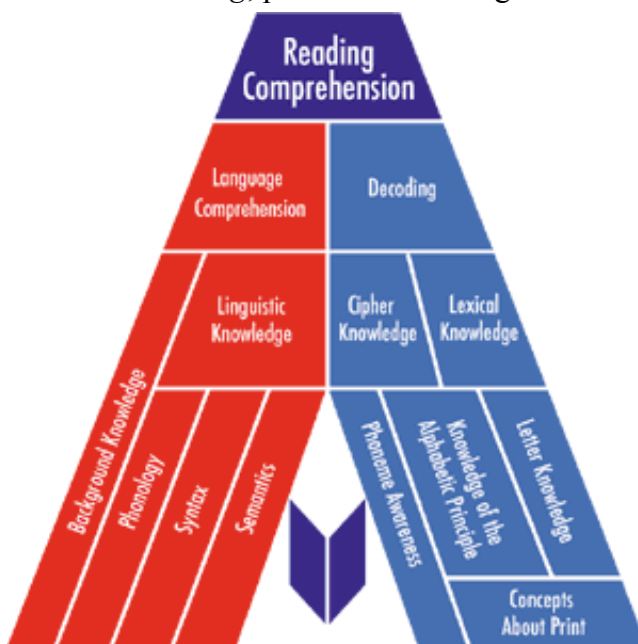 Reading
Comprehension
Language
Comprehension
Decoding
Linguistic
Knowledge
Cipher
Knowledge
Lexical
Knowledge
Background Knowledge
Phonology
Syntax
Semantics
Phoneme Awareness
Knowledge of the
Alphabetic Principle
Letter Knowledge
Concepts
About Print